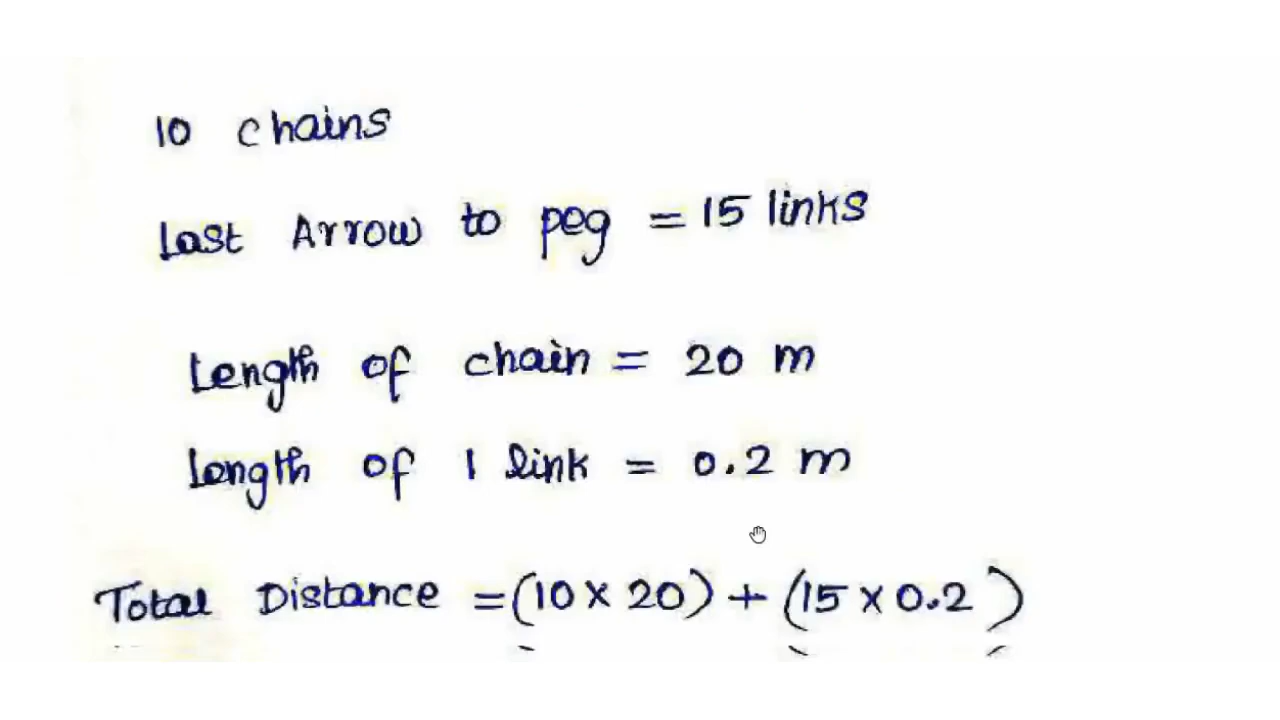 10 chains
Last Arrow to peg = 15 links
Length of chain = 20 m
Length of 1 link = 0.2 m
Total Distance = (10 x 20) + (15 x 0.2)